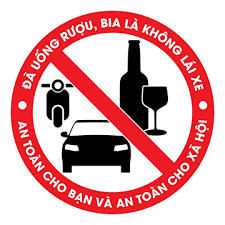 ĐÃ UỐNG RƯỢU, BIA LÀ KHÔNG LÁI XE
AN TOÀN CHO BẠN VÀ AN TOÀN CHO XÃ HỘI